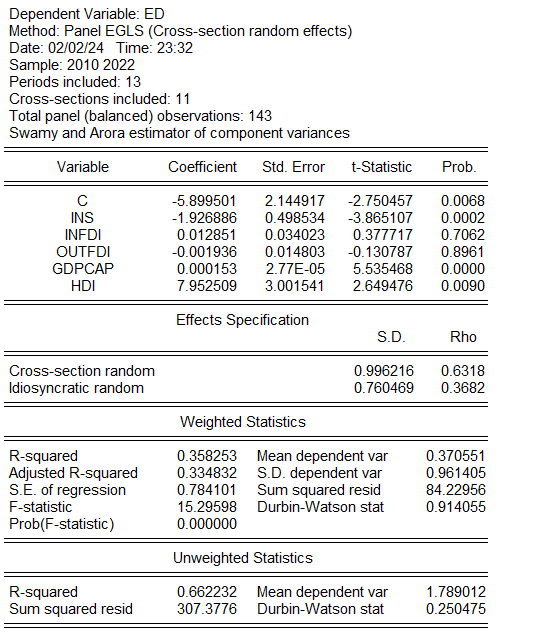 Dependent Variable: ED
Method: Panel EGLS (Cross-section random effects)
Date: 02/02/24   Time: 23:32
Sample: 2010 2022
Periods included: 13
Cross-sections included: 11
Total panel (balanced) observations: 143
Swamy and Arora estimator of component variances
Variable Coefficient Std. Error t-Statistic Prob.
C -5.899501 2.144917 -2.750457 0.0068
INS -1.926886 0.498534 -3.865107 0.0002
INFDI 0.012851 0.034023 0.377717 0.7062
OUTFDI -0.001936 0.014803 -0.130787 0.8961
GDPCAP 0.000153 2.77E-05 5.535468 0.0000
HDI 7.952509 3.001541 2.649476 0.0090
Effects Specification
S.D. Rho
Cross-section random 0.996216 0.6318
Idiosyncratic random 0.760469 0.3682
Weighted Statistics
R-squared 0.358253 Mean dependent var 0.370551
Adjusted R-squared 0.334832 S.D. dependent var 0.961405
S.E. of regression 0.784101 Sum squared resid 84.22956
F-statistic 15.29598 Durbin-Watson stat 0.914055
Prob(F-statistic) 0.000000
Unweighted Statistics
R-squared 0.662232 Mean dependent var 1.789012
Sum squared resid 307.3776 Durbin-Watson stat 0.250475